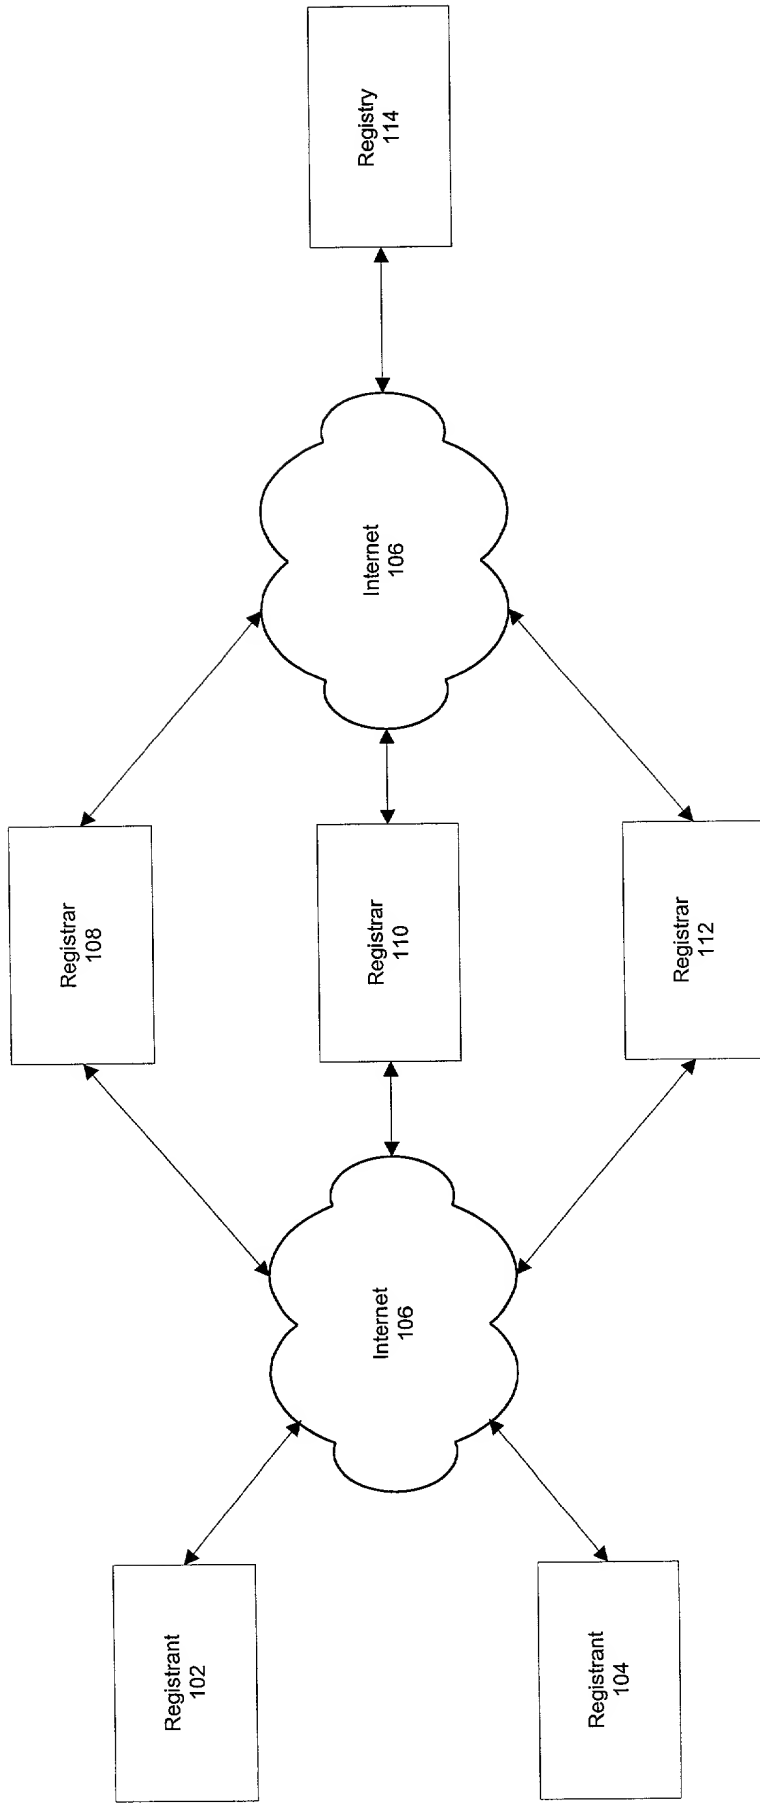 Registrant
102
Registrant
104
Internet
106
Registrar
108
Registrar
110
Registrar
112
Internet
106
Registry
114